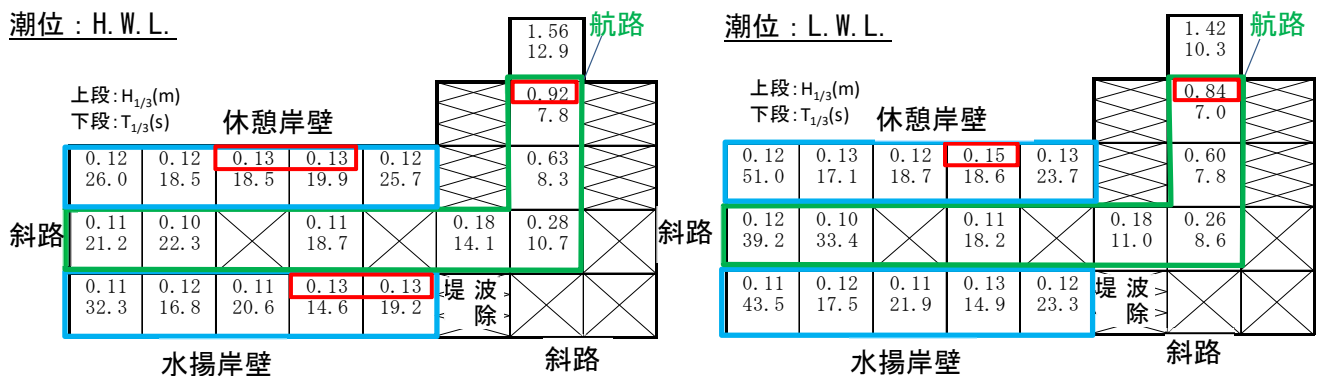 潮位：H.W.L.
航路
1.56
12.9
上段：H1/3(m)
下段：T1/3(s)
休憩岸壁
0.92
7.8
0.12 0.12 0.13 0.13 0.12 0.63
26.0 18.5 18.5 19.9 25.7 8.3
斜路
0.11 0.10 0.11 0.18 0.28
21.2 22.3 18.7 14.1 10.7
0.11 0.12 0.11 0.13 0.13
32.3 16.8 20.6 14.6 19.2
波除
堤
水揚岸壁
斜路
潮位：L.W.L.
航路
1.42
10.3
上段：H1/3(m)
下段：T1/3(s)
休憩岸壁
0.84
7.0
0.12 0.13 0.12 0.15 0.13 0.60
51.0 17.1 18.7 18.6 23.7 7.8
斜路
0.12 0.10 0.11 0.18 0.26
39.2 33.4 18.2 11.0 8.6
0.11 0.12 0.11 0.13 0.12
43.5 17.5 21.9 14.9 23.3
波除
堤
水揚岸壁
斜路